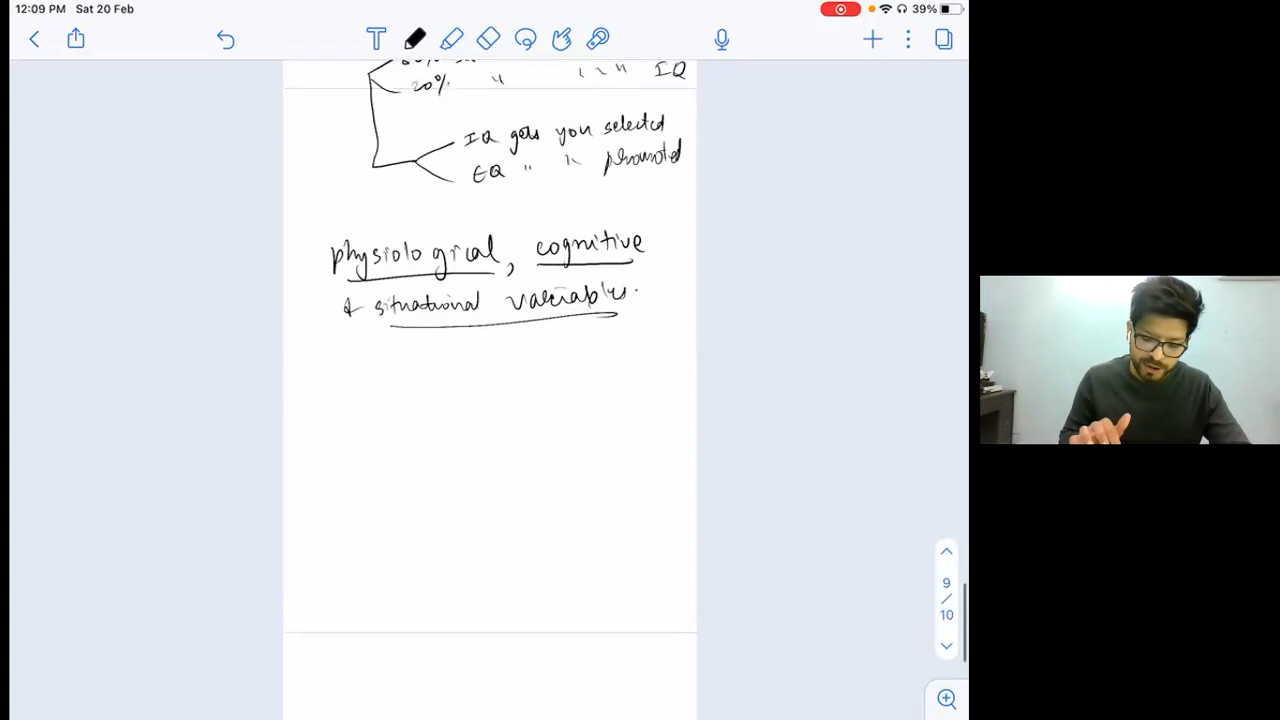 12:09 PM Sat 20 Feb
39%
20% " " IQ
IQ gets you selected
EQ " " promoted
physiological, cognitive
& situational variables.
9
/
10